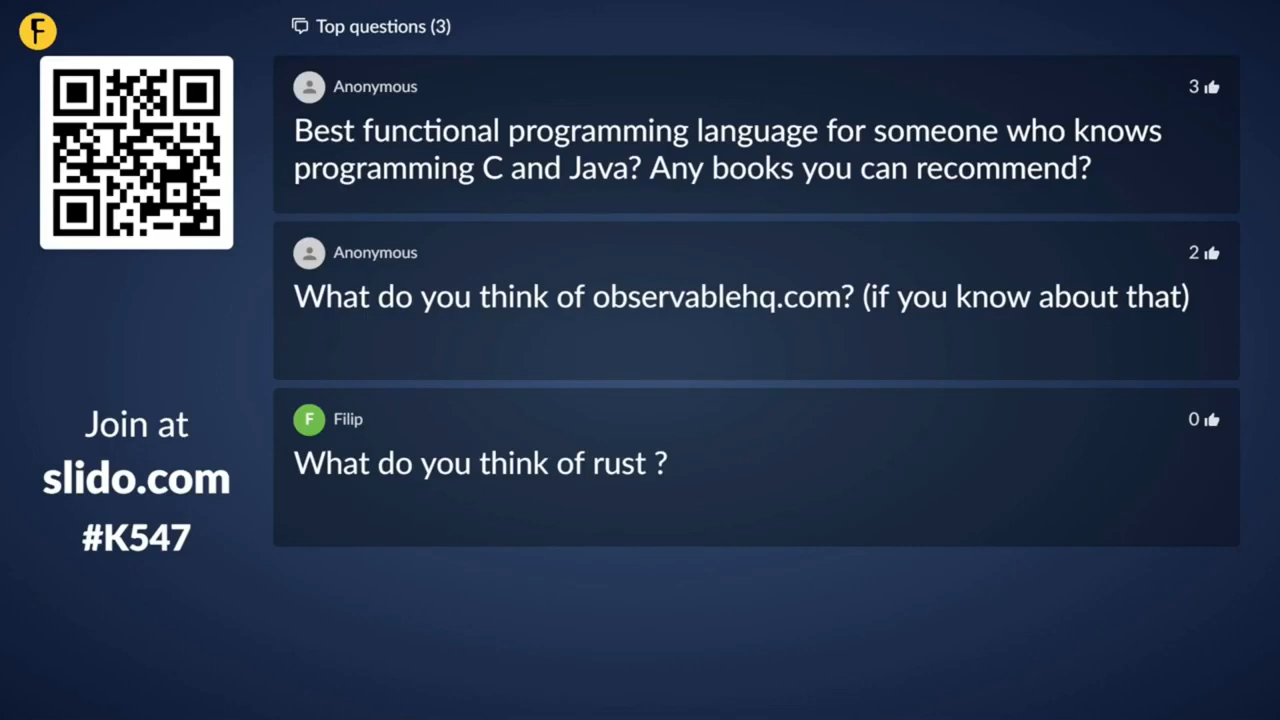 F
Top questions (3)
Anonymous
3
Best functional programming language for someone who knows
programming C and Java? Any books you can recommend?
Anonymous
2
What do you think of observablehq.com? (if you know about that)
F
Filip
0
What do you think of rust ?
Join at
slido.com
#K547